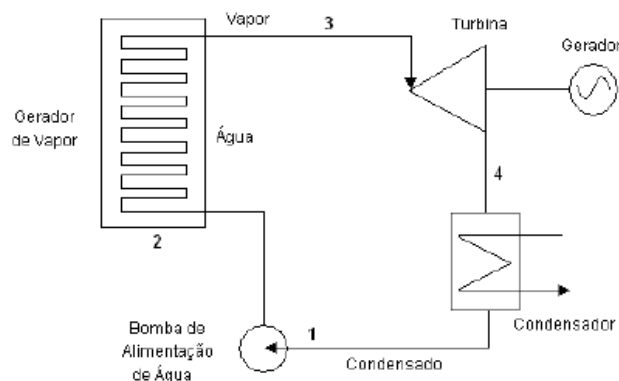 Vapor
3
Turbina
Gerador
Gerador
de Vapor
Água
4
2
Bomba de
Alimentação
de Água
1
Condensado
Condensador